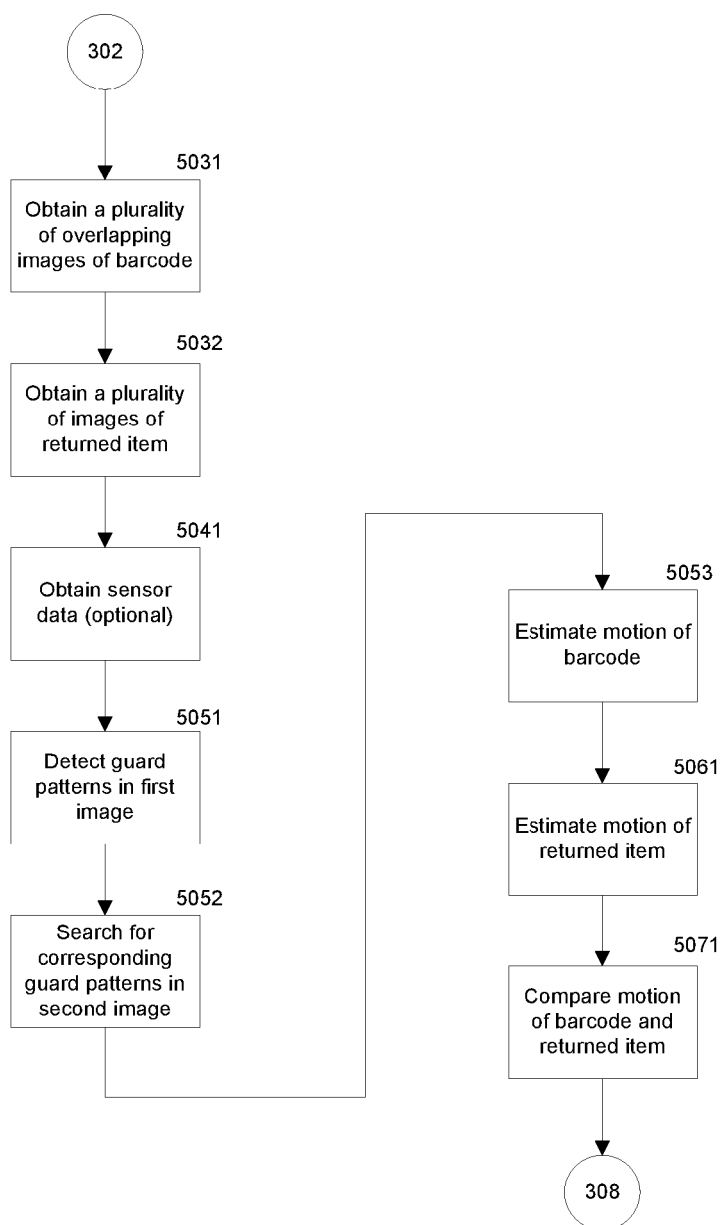 302
5031
Obtain a plurality
of overlapping
images of barcode
5032
Obtain a plurality
of images of
returned item
5041
Obtain sensor
data (optional)
5051
Detect guard
patterns in first
image
5052
Search for
corresponding
guard patterns in
second image
5053
Estimate motion of
barcode
5061
Estimate motion of
returned item
5071
Compare motion
of barcode and
returned item
308